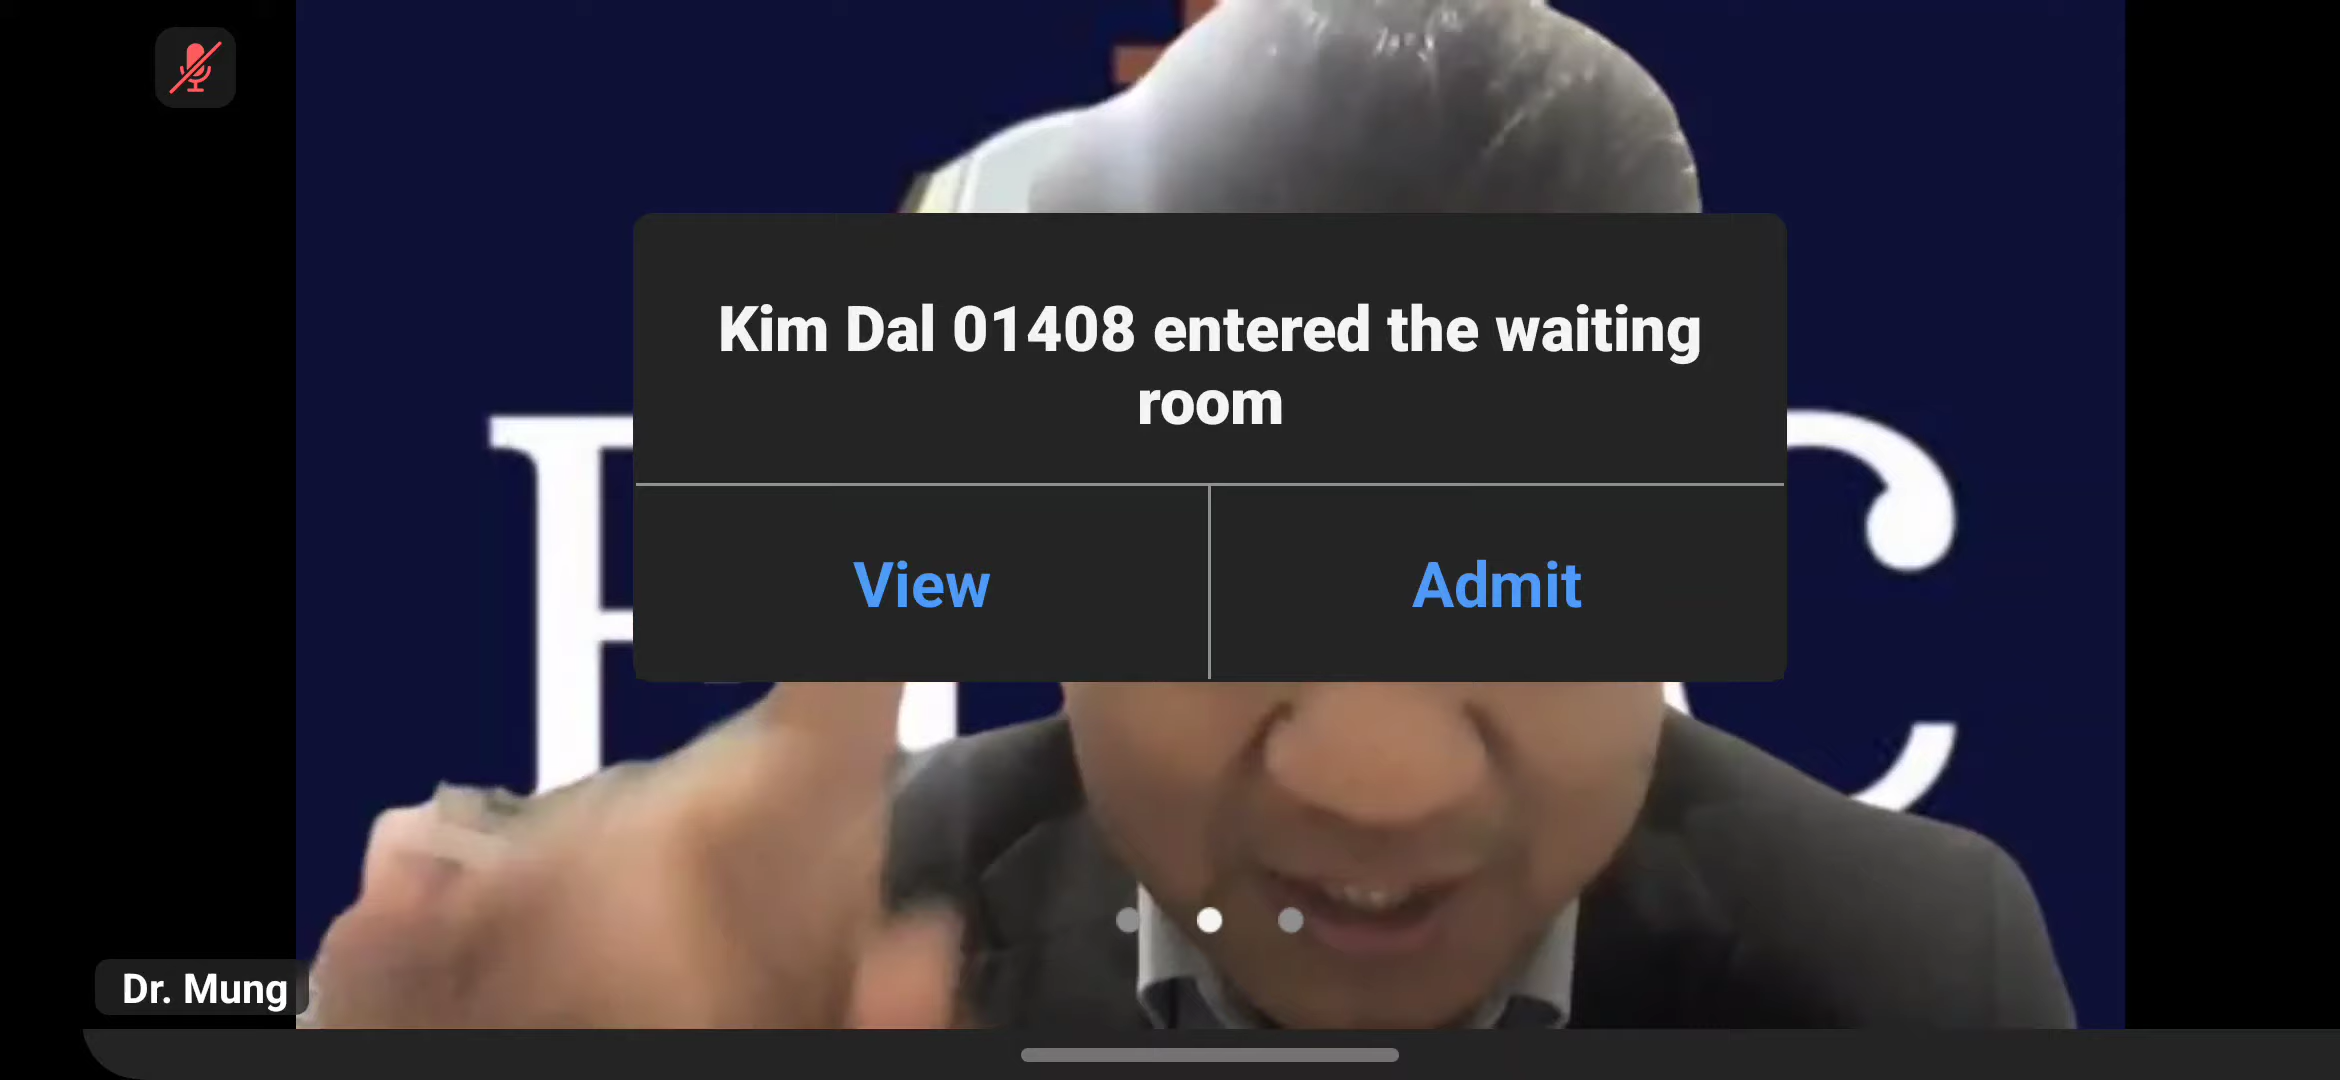 Kim Dal 01408 entered the waiting
room
View
Admit
C
Dr. Mung